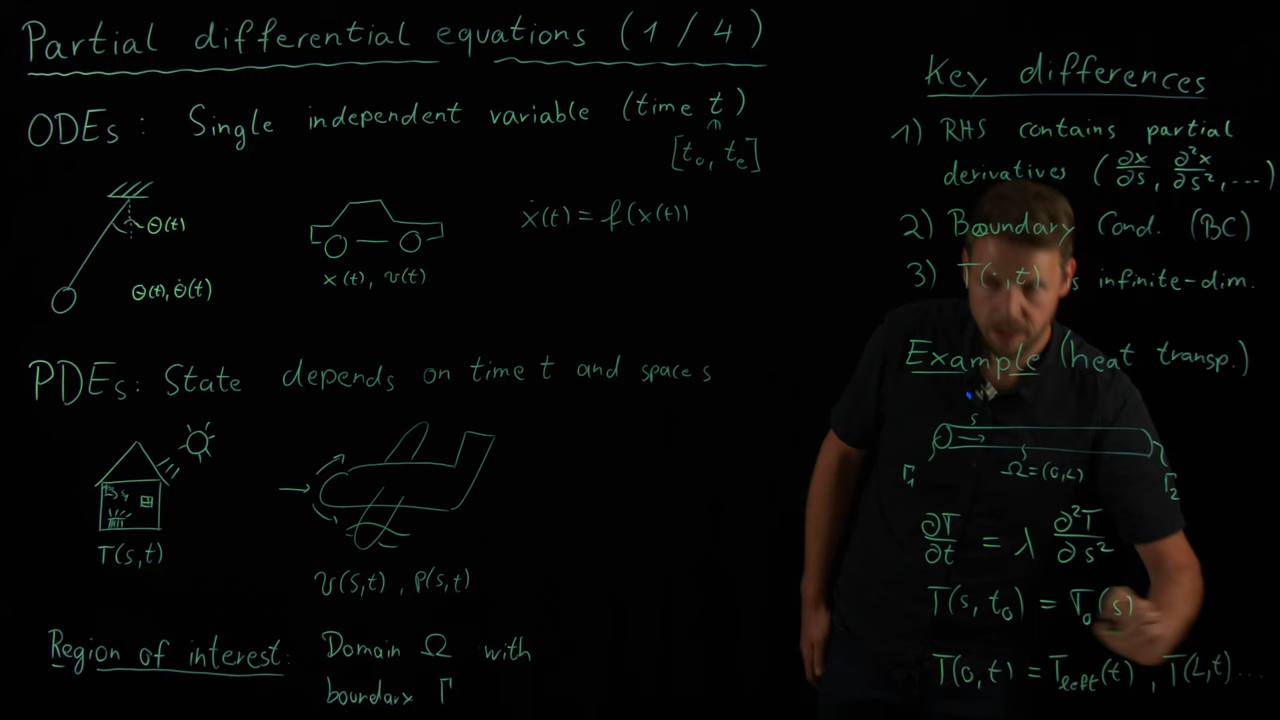 Partial differential equations (1/4)
ODEs: Single independent variable (time t)
[t₀, tₑ]
Θ(t)
Θ(t), Θ̇(t)
x(t), v(t)
ẋ(t) = f(x(t))
PDEs: State depends on time t and space s
T(s,t)
v(s,t), p(s,t)
Region of interest: Domain Ω with
boundary Γ
Key differences
1) RHS contains partial
derivatives (∂x/∂s, ∂²x/∂s², ...)
2) Boundary Cond. (BC)
3) T(·,t) is infinite-dim.
Example (heat transp.)
s
Γ₁
Ω=(0,L)
Γ₂
∂T/∂t = λ ∂²T/∂s²
T(s, t₀) = T₀(s)
T(0,t) = T_left(t), T(L,t)...